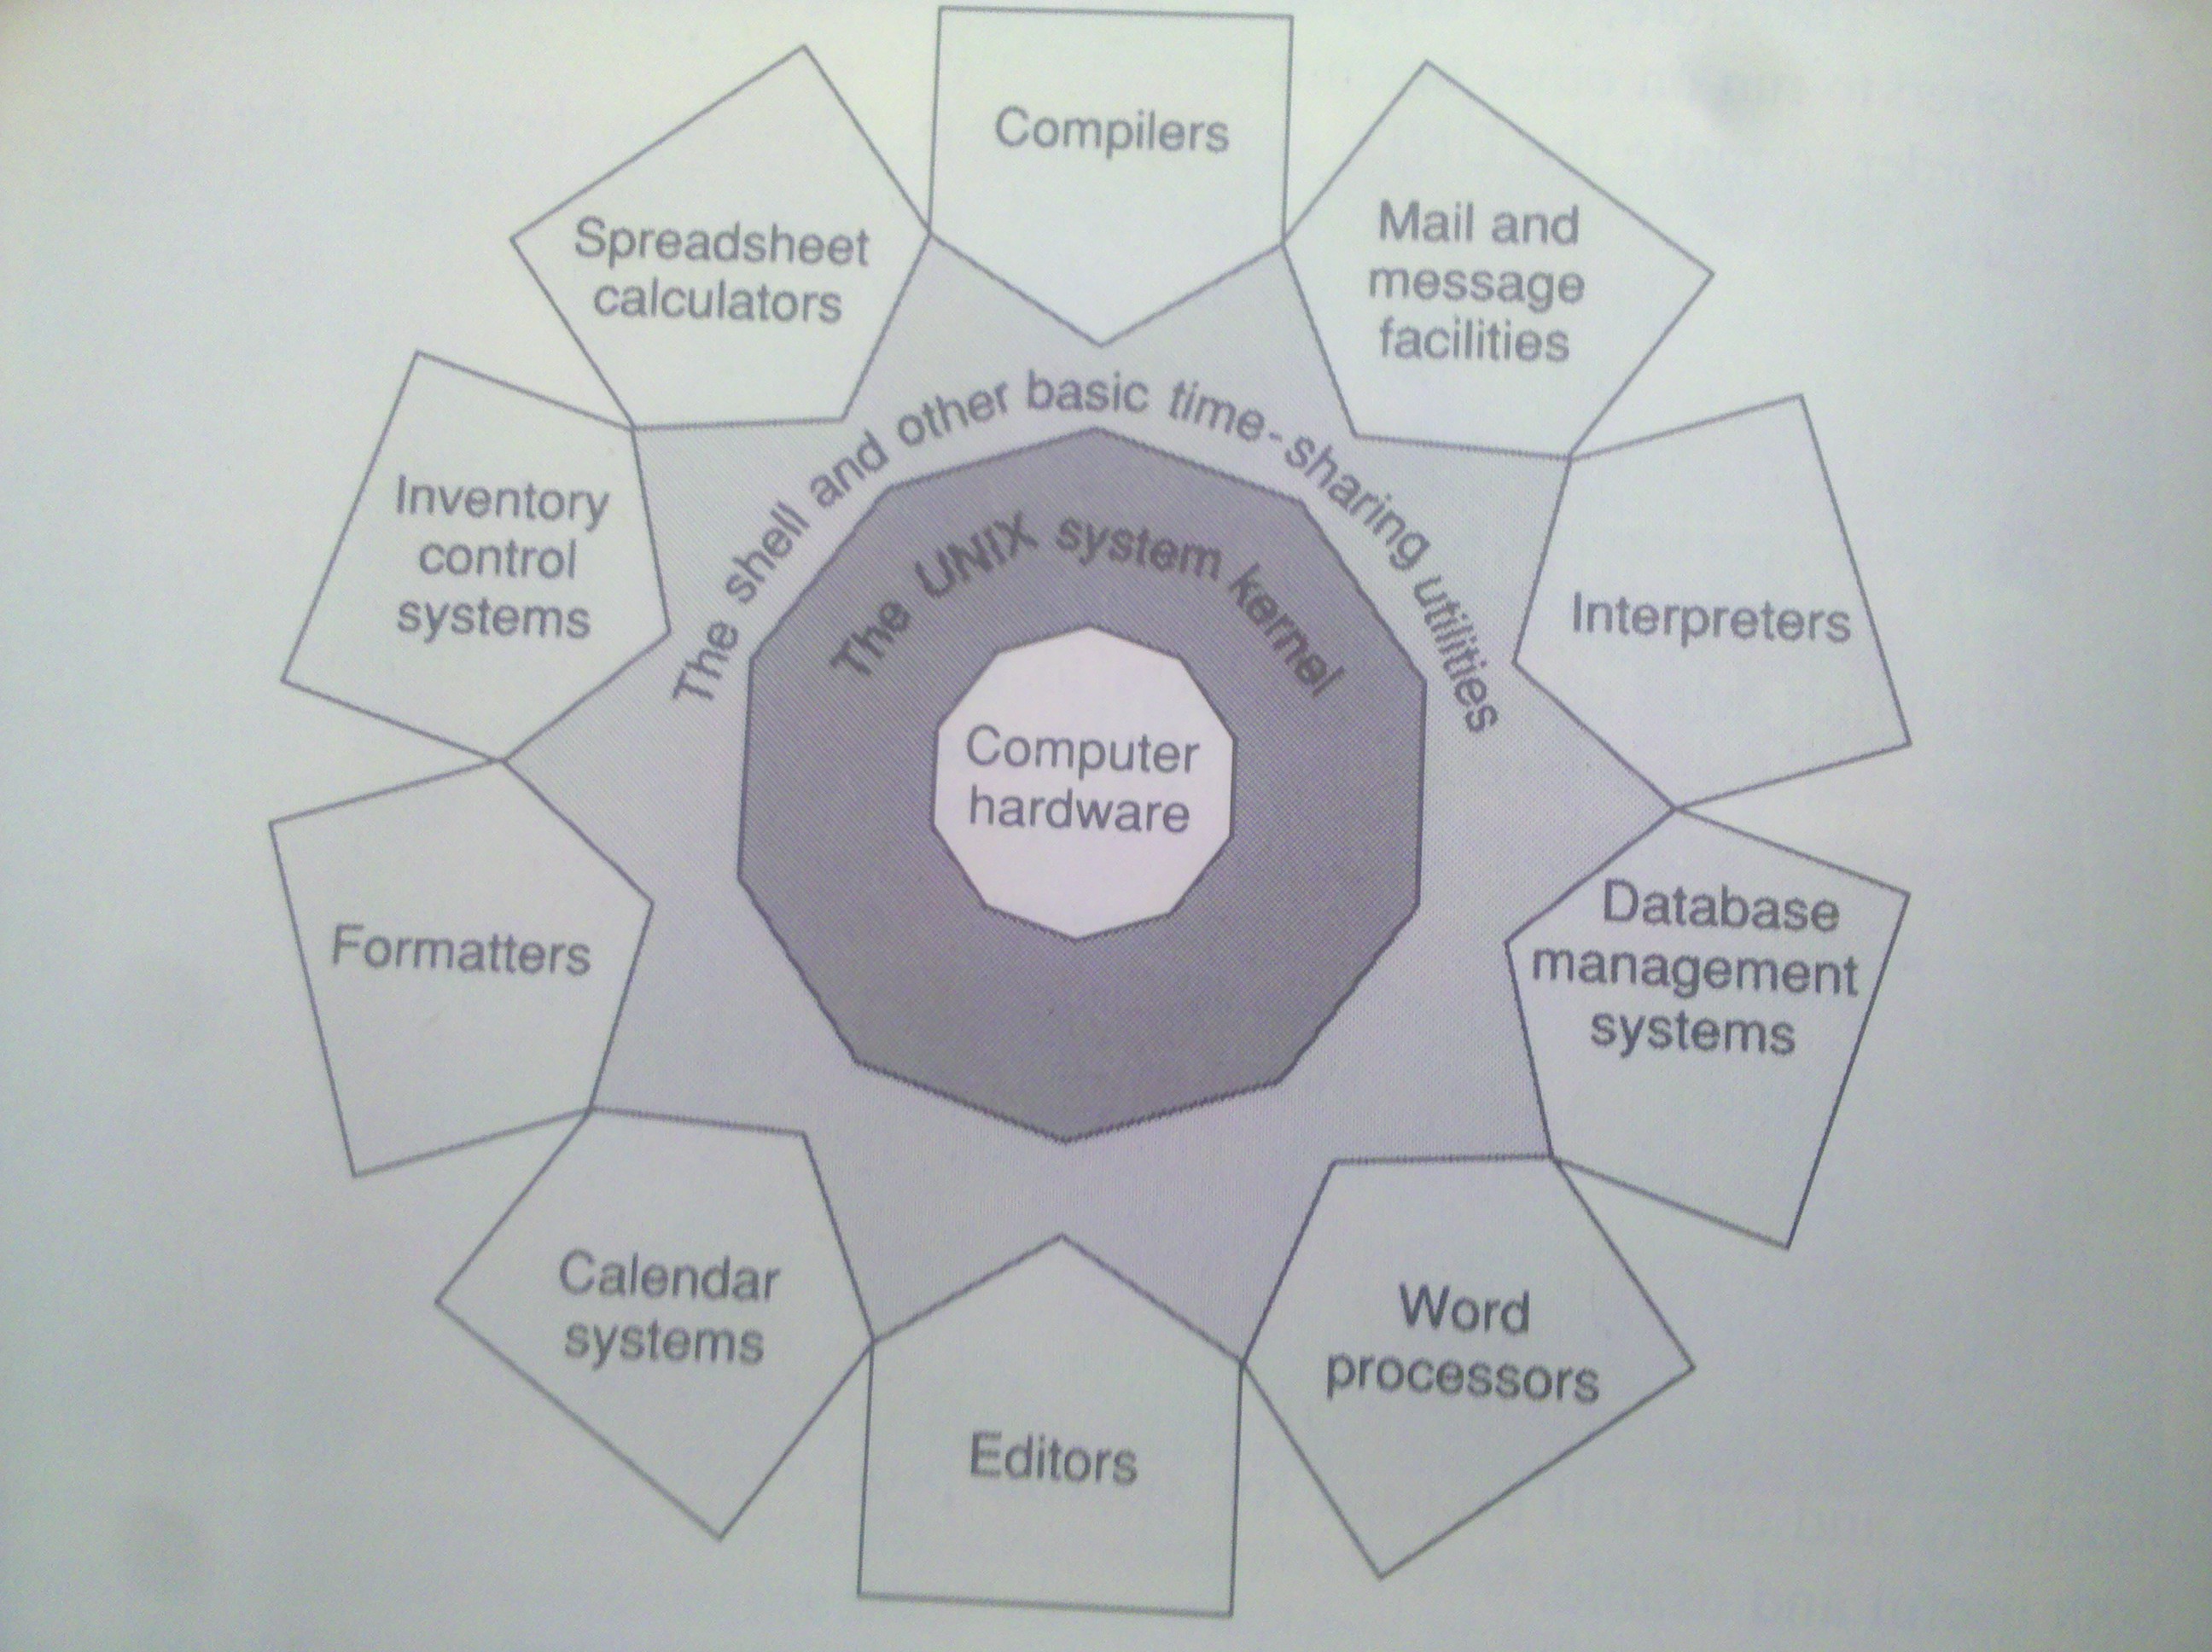 Compilers
Mail and
message
facilities
Interpreters
Database
management
systems
Word
processors
Editors
Calendar
systems
Formatters
Inventory
control
systems
Spreadsheet
calculators
The shell and other basic time-sharing utilities
The UNIX system kernel
Computer
hardware